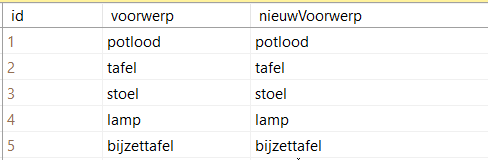 id voorwerp nieuwVoorwerp
1 potlood potlood
2 tafel tafel
3 stoel stoel
4 lamp lamp
5 bijzettafel bijzettafel